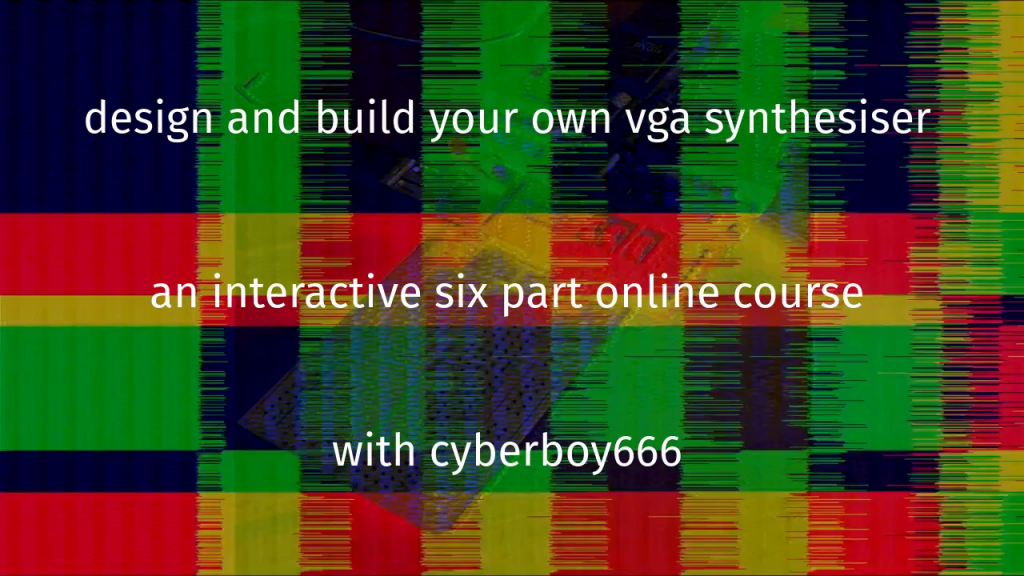 design and build your own vga synthesiser
an interactive six part online course
with cyberboy666